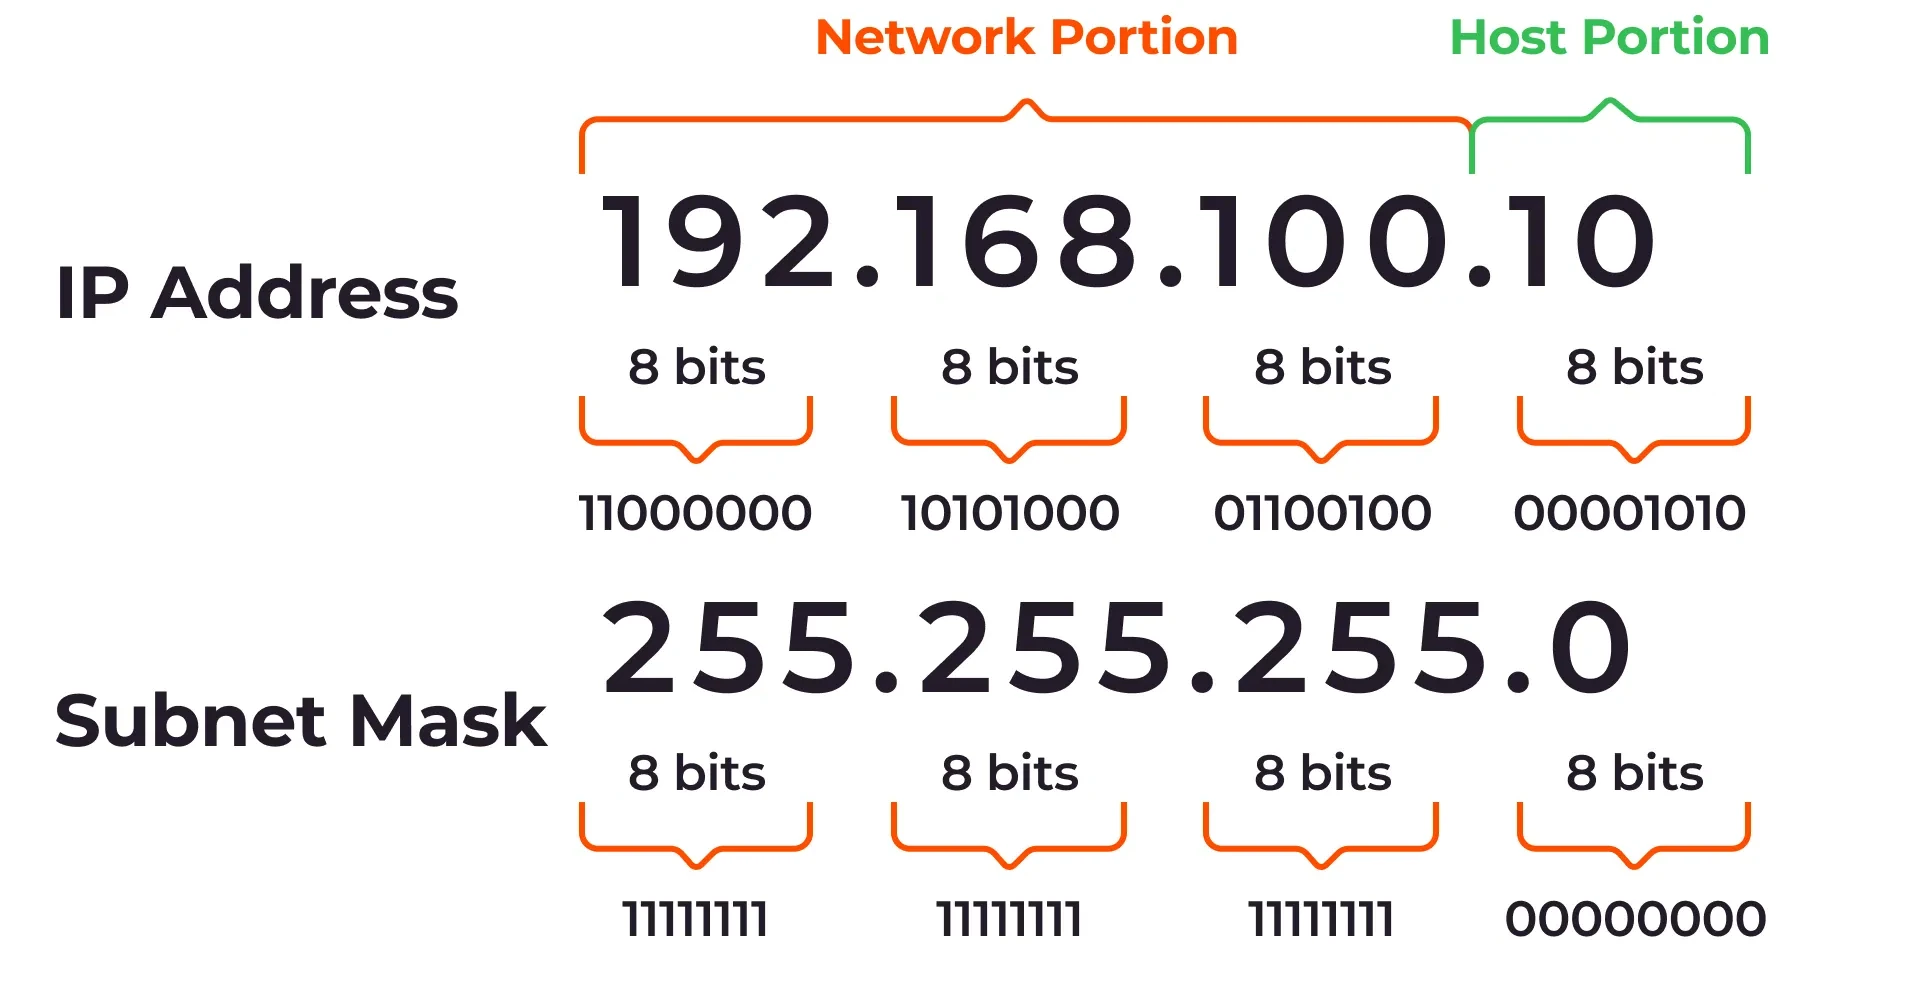 Network Portion Host Portion
IP Address 192.168.100.10
8 bits 8 bits 8 bits 8 bits
11000000 10101000 01100100 00001010
Subnet Mask 255.255.255.0
8 bits 8 bits 8 bits 8 bits
11111111 11111111 11111111 00000000